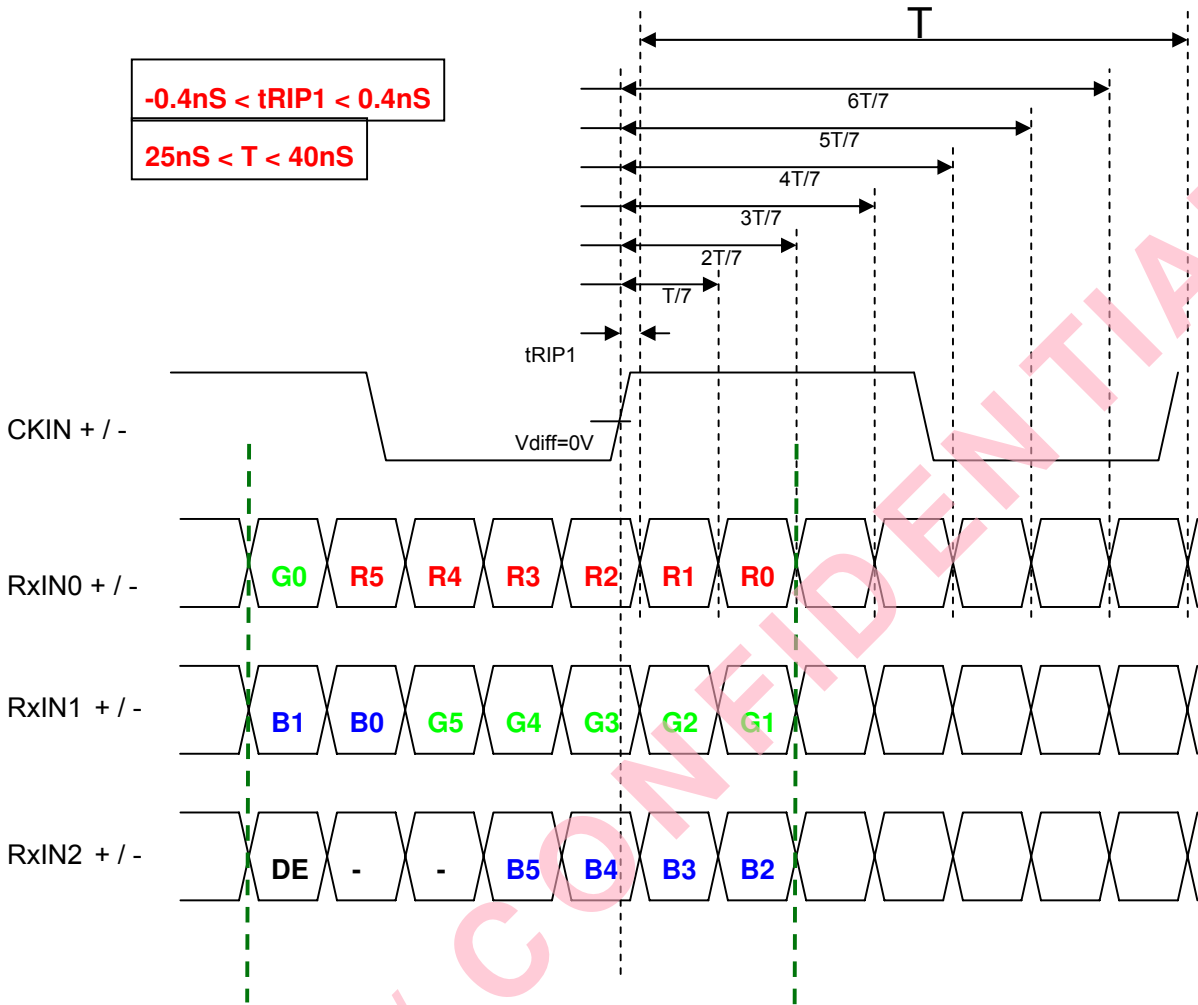 T
-0.4nS < tRIP1 < 0.4nS
6T/7
25nS < T < 40nS
5T/7
4T/7
3T/7
2T/7
T/7
tRIP1
CKIN + / -
Vdiff=0V
RxIN0 + / -
G0 R5 R4 R3 R2 R1 R0
RxIN1 + / -
B1 B0 G5 G4 G3 G2 G1
RxIN2 + / -
DE - - B5 B4 B3 B2
CONFIDENTIA